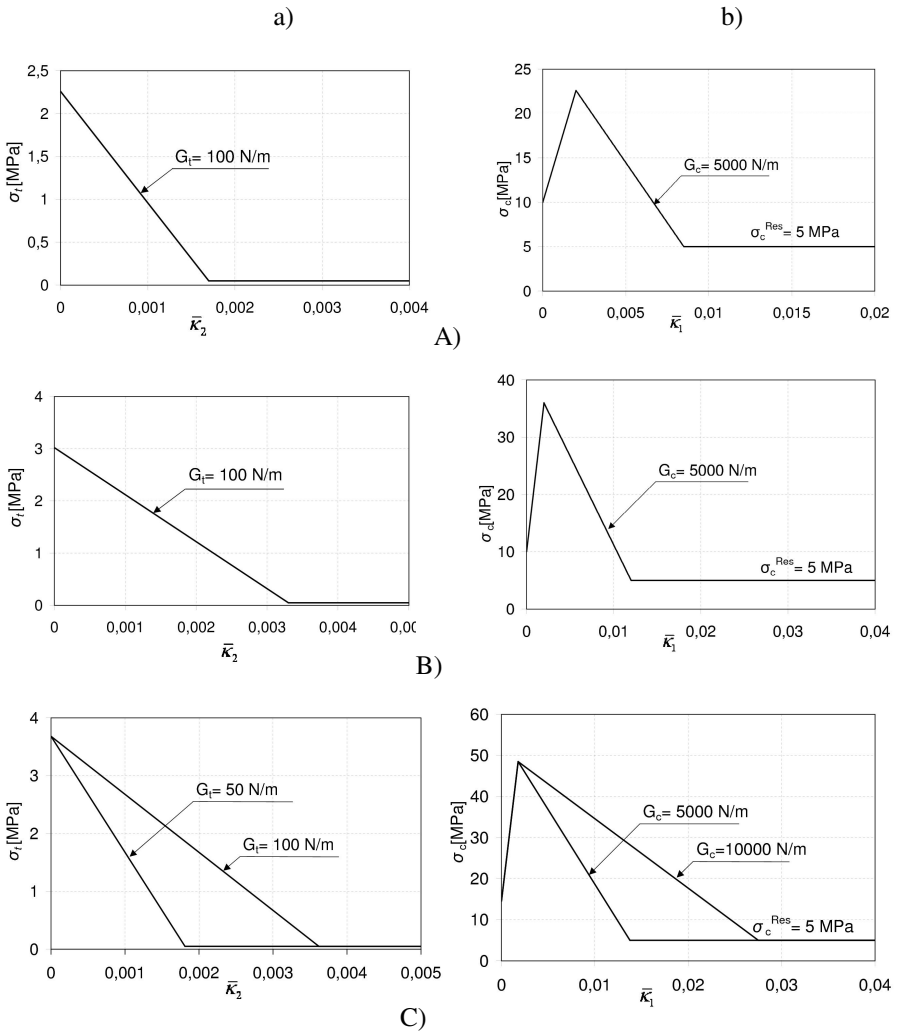 a)
b)
2,5
2
1,5
1
0,5
0
σt[MPa]
Gt= 100 N/m
0 0,001 0,002 0,003 0,004
κ̄2
25
20
15
10
5
0
σc[MPa]
Gc= 5000 N/m
σcRes= 5 MPa
0 0,005 0,01 0,015 0,02
κ̄1
A)
4
3
2
1
0
σt[MPa]
Gt= 100 N/m
0 0,001 0,002 0,003 0,004
κ̄2
40
30
20
10
0
σc[MPa]
Gc= 5000 N/m
σcRes= 5 MPa
0 0,01 0,02 0,03 0,04
κ̄1
B)
4
3
2
1
0
σt[MPa]
Gt= 50 N/m
Gt= 100 N/m
0 0,001 0,002 0,003 0,004 0,005
κ̄2
60
50
40
30
20
10
0
σc[MPa]
Gc= 5000 N/m
Gc=10000 N/m
σcRes= 5 MPa
0 0,01 0,02 0,03 0,04
κ̄1
C)